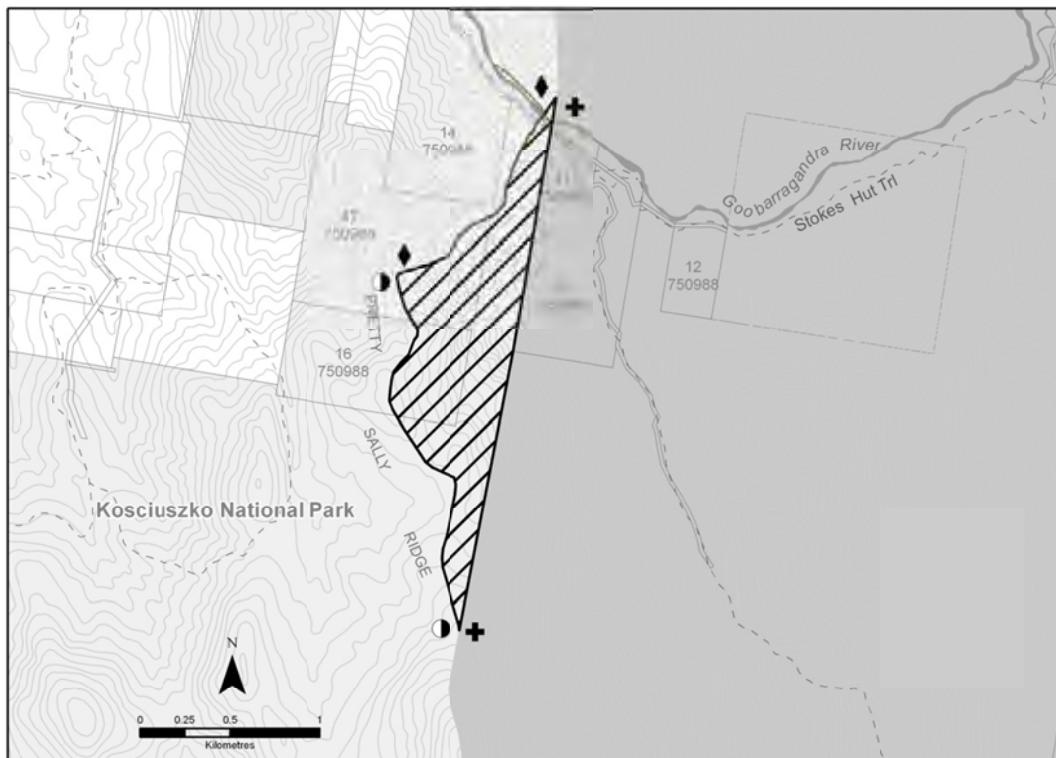 14
750988
Goobarragandra River
Stokes Hut Trl
47
750988
12
750988
PRETTY
16
750988
SALLY
Kosciuszko National Park
RIDGE
N
0 0.25 0.5 1
Kilometres